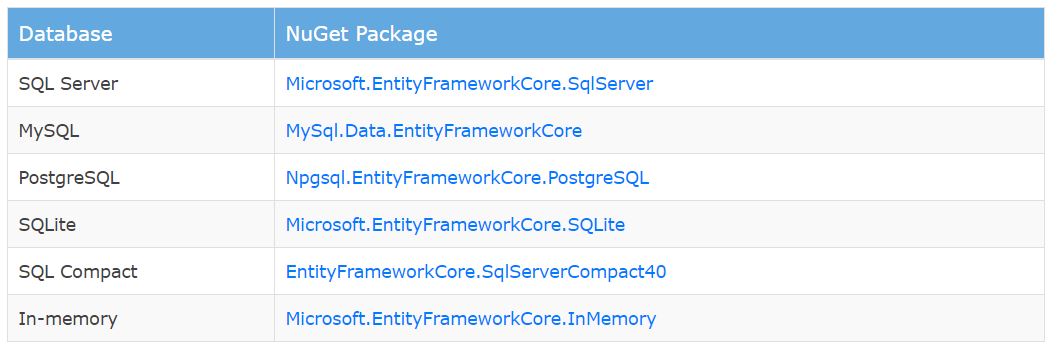 Database NuGet Package
SQL Server Microsoft.EntityFrameworkCore.SqlServer
MySQL MySql.Data.EntityFrameworkCore
PostgreSQL Npgsql.EntityFrameworkCore.PostgreSQL
SQLite Microsoft.EntityFrameworkCore.SQLite
SQL Compact EntityFrameworkCore.SqlServerCompact40
In-memory Microsoft.EntityFrameworkCore.InMemory